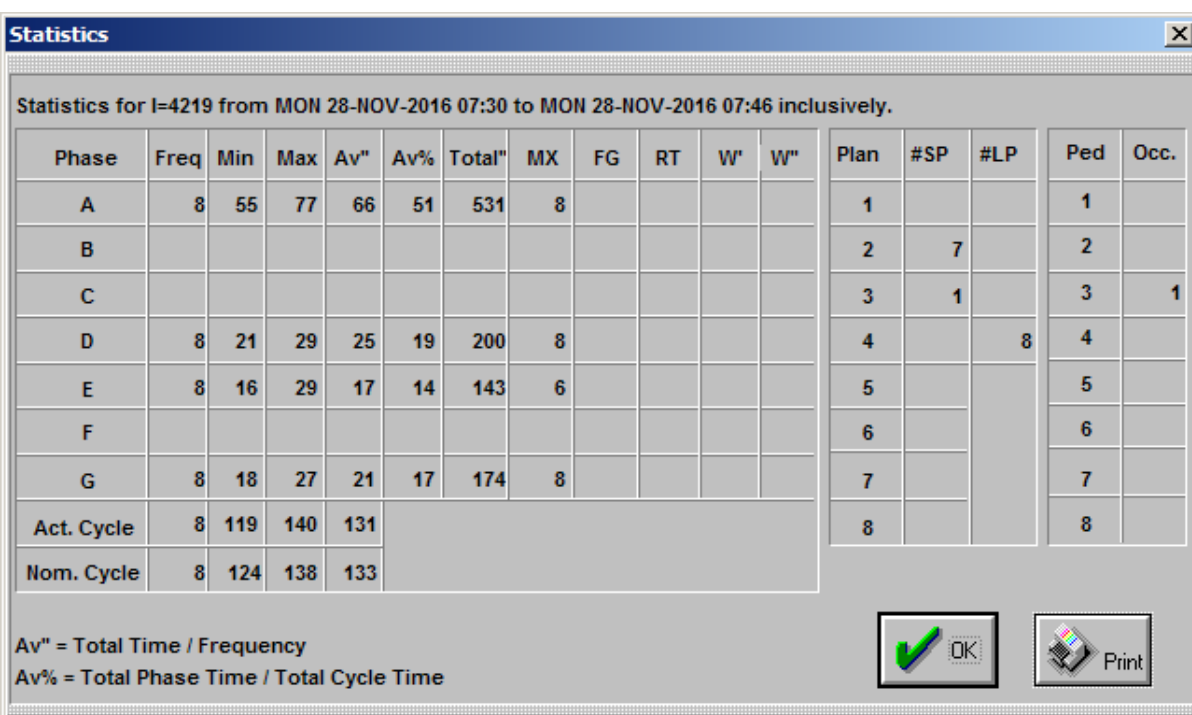 Statistics
Statistics for I=4219 from MON 28-NOV-2016 07:30 to MON 28-NOV-2016 07:46 inclusively.
Phase Freq Min Max Av" Av% Total" MX FG RT W' W"
A 8 55 77 66 51 531 8
B
C
D 8 21 29 25 19 200 8
E 8 16 29 17 14 143 6
F
G 8 18 27 21 17 174 8
Act. Cycle 8 119 140 131
Nom. Cycle 8 124 138 133
Plan #SP #LP
1
2 7
3 1
4 8
5
6
7
8
Ped Occ.
1
2
3 1
4
5
6
7
8
Av" = Total Time / Frequency
Av% = Total Phase Time / Total Cycle Time
OK
Print